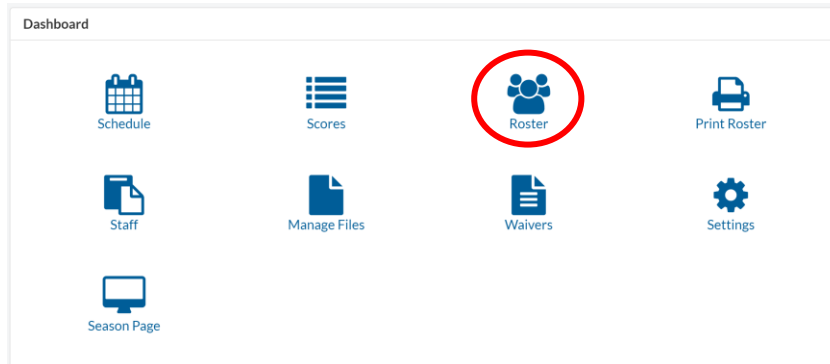 Dashboard
Schedule
Scores
Roster
Print Roster
Staff
Manage Files
Waivers
Settings
Season Page